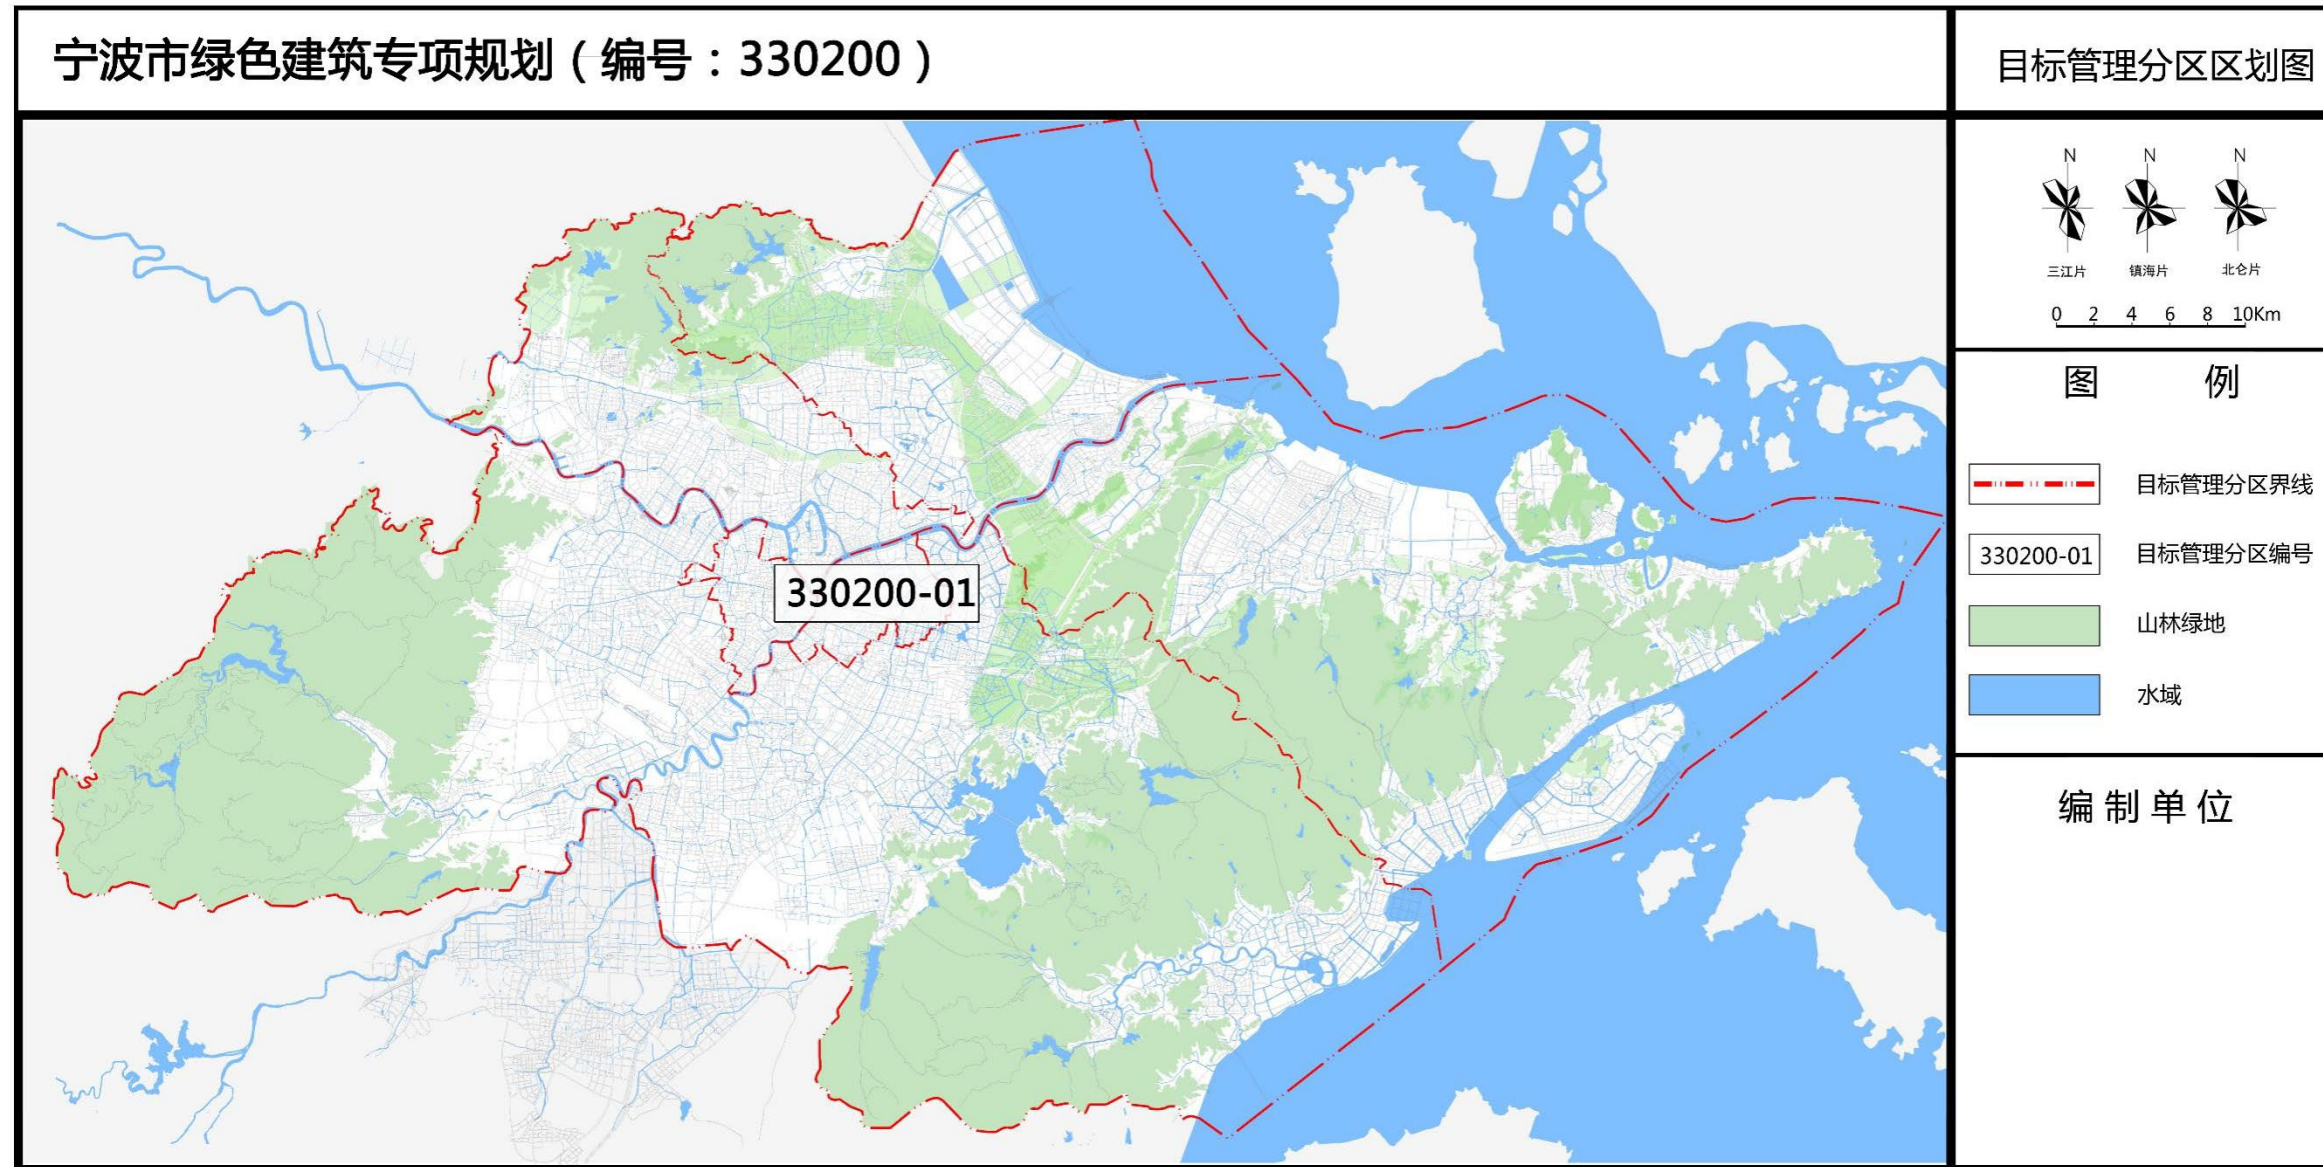 宁波市绿色建筑专项规划（编号：330200）
目标管理分区区划图
N N N
三江片 镇海片 北仑片
0 2 4 6 8 10Km
图 例
目标管理分区界线
330200-01 目标管理分区编号
山林绿地
水域
编制单位
330200-01